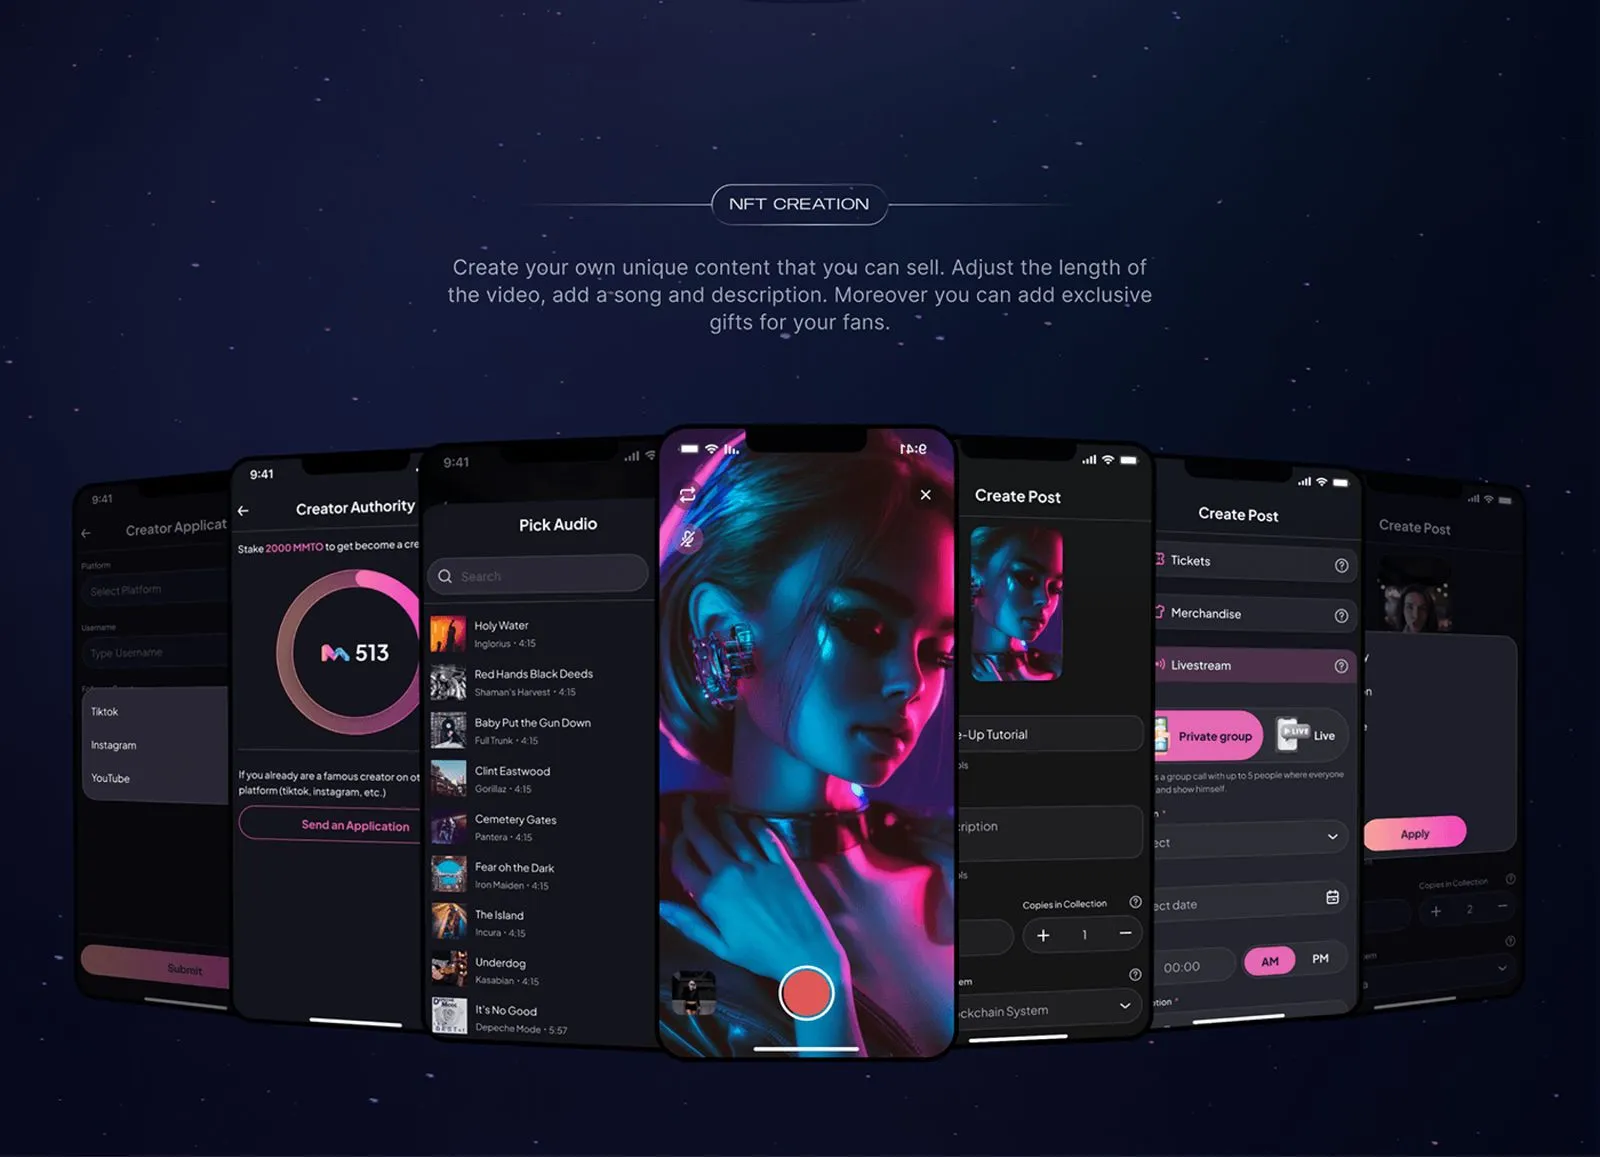 NFT CREATION
Create your own unique content that you can sell. Adjust the length of
the video, add a song and description. Moreover you can add exclusive
gifts for your fans.
9:41
Creator Applicat
Platform
Select Platform
Username
Type Username
Tiktok
Instagram
YouTube
Submit
9:41
Creator Authority
Stake 2000 MMTO to get become a cre
513
If you already are a famous creator on ot
platform (tiktok, instagram, etc.)
Send an Application
9:41
Pick Audio
Search
Holy Water
Inglorius • 4:15
Red Hands Black Deeds
Shaman's Harvest • 4:15
Baby Put the Gun Down
Full Trunk • 4:15
Clint Eastwood
Gorillaz • 4:15
Cemetery Gates
Pantera • 4:15
Fear oh the Dark
Iron Maiden • 4:15
The Island
Incura • 4:15
Underdog
Kasabian • 4:15
It's No Good
Depeche Mode • 5:57
9:41
Create Post
e-Up Tutorial
ols
ription
ols
Copies in Collection
1
em
ckchain System
Create Post
Tickets
Merchandise
Livestream
Private group
LIVE
Live
s a group call with up to 5 people where everyone
and show himself.
n *
ect
ect date
00:00
AM
PM
ption *
Create Post
y
n
e
Apply
Copies in Collection
2
em